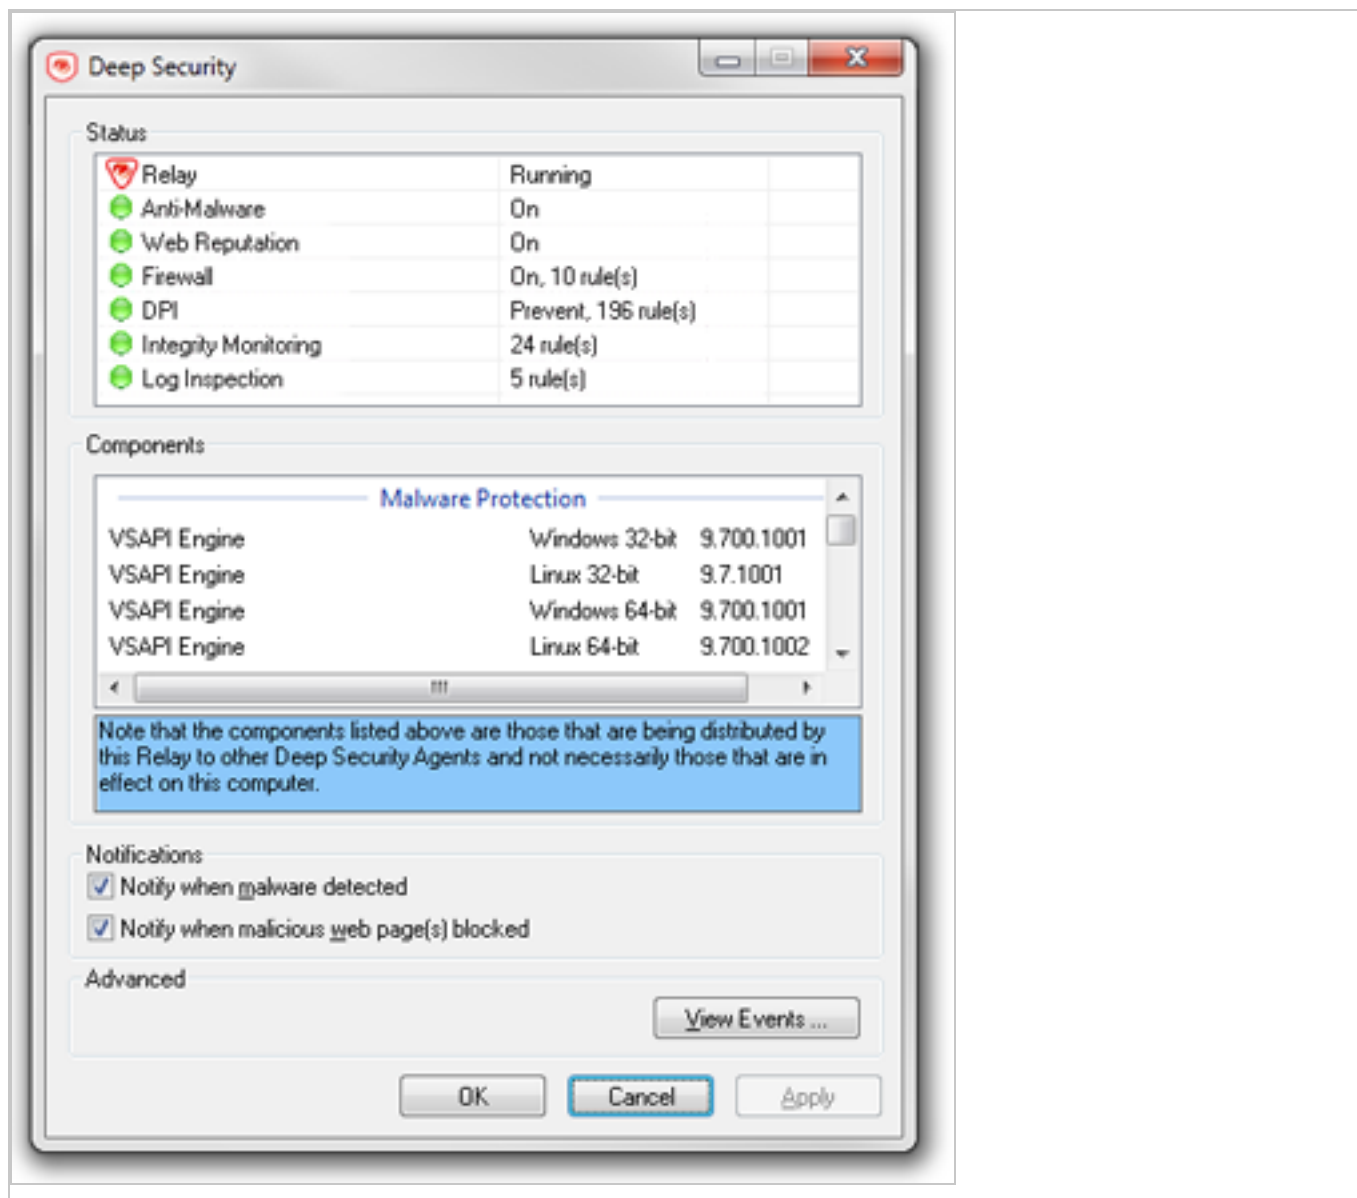 Deep Security
Status
Relay Running
Anti-Malware On
Web Reputation On
Firewall On, 10 rule(s)
DPI Prevent, 196 rule(s)
Integrity Monitoring 24 rule(s)
Log Inspection 5 rule(s)
Components
Malware Protection
VSAPI Engine Windows 32-bit 9.700.1001
VSAPI Engine Linux 32-bit 9.7.1001
VSAPI Engine Windows 64-bit 9.700.1001
VSAPI Engine Linux 64-bit 9.700.1002
Note that the components listed above are those that are being distributed by
this Relay to other Deep Security Agents and not necessarily those that are in
effect on this computer.
Notifications
Notify when malware detected
Notify when malicious web page(s) blocked
Advanced
View Events ...
OK Cancel Apply